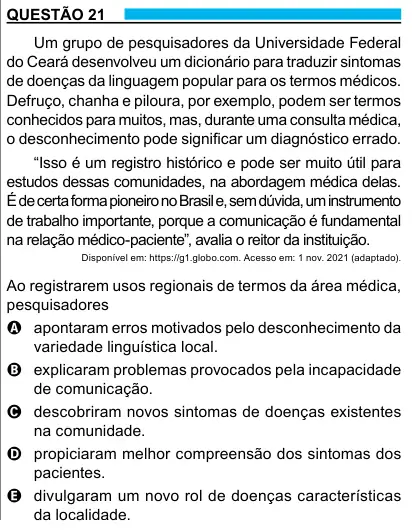 QUESTÃO 21
Um grupo de pesquisadores da Universidade Federal
do Ceará desenvolveu um dicionário para traduzir sintomas
de doenças da linguagem popular para os termos médicos.
Defruço, chanha e piloura, por exemplo, podem ser termos
conhecidos para muitos, mas, durante uma consulta médica,
o desconhecimento pode significar um diagnóstico errado.
“Isso é um registro histórico e pode ser muito útil para
estudos dessas comunidades, na abordagem médica delas.
É de certa forma pioneiro no Brasil e, sem dúvida, um instrumento
de trabalho importante, porque a comunicação é fundamental
na relação médico-paciente”, avalia o reitor da instituição.
Disponível em: https://g1.globo.com. Acesso em: 1 nov. 2021 (adaptado).
Ao registrarem usos regionais de termos da área médica,
pesquisadores
A apontaram erros motivados pelo desconhecimento da
variedade linguística local.
B explicaram problemas provocados pela incapacidade
de comunicação.
C descobriram novos sintomas de doenças existentes
na comunidade.
D propiciaram melhor compreensão dos sintomas dos
pacientes.
E divulgaram um novo rol de doenças características
da localidade.